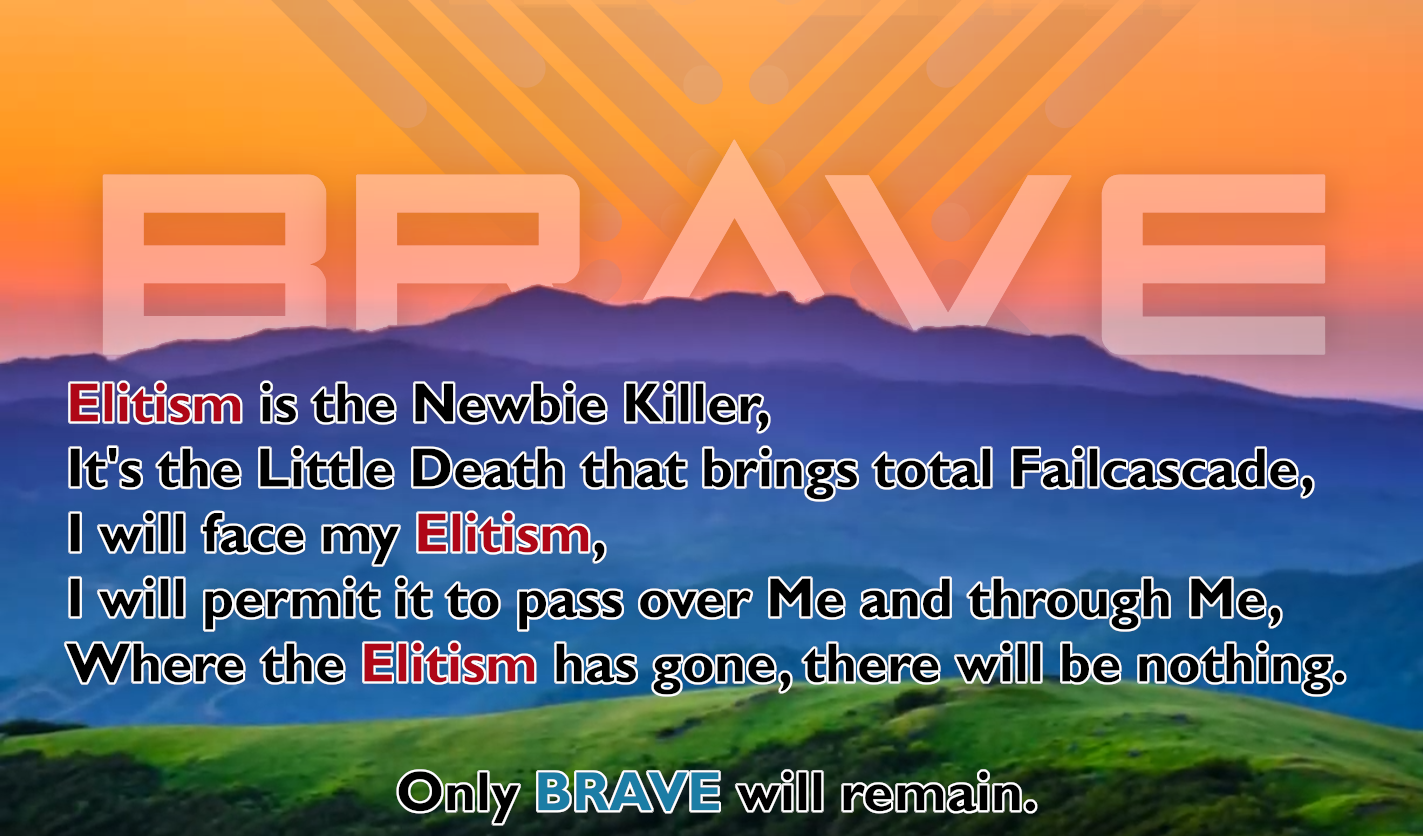 BRAVE
Elitism is the Newbie Killer,
It's the Little Death that brings total Failcascade,
I will face my Elitism,
I will permit it to pass over Me and through Me,
Where the Elitism has gone, there will be nothing.
Only BRAVE will remain.